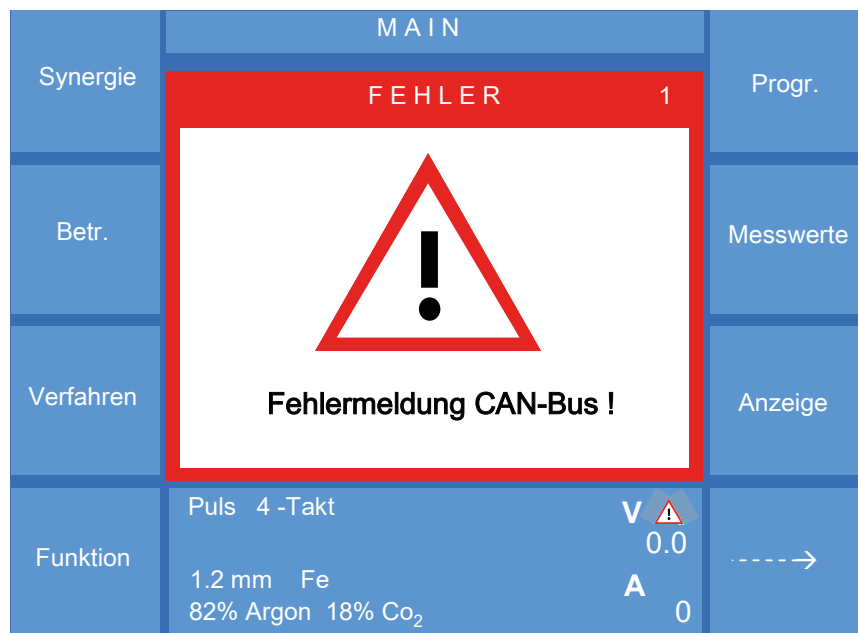 MAIN
Synergie
FEHLER 1
Progr.
Betr.
Messwerte
!
Verfahren
Fehlermeldung CAN-Bus !
Anzeige
Puls 4 -Takt
V !
0.0
Funktion
1.2 mm Fe
A
82% Argon 18% Co₂
0